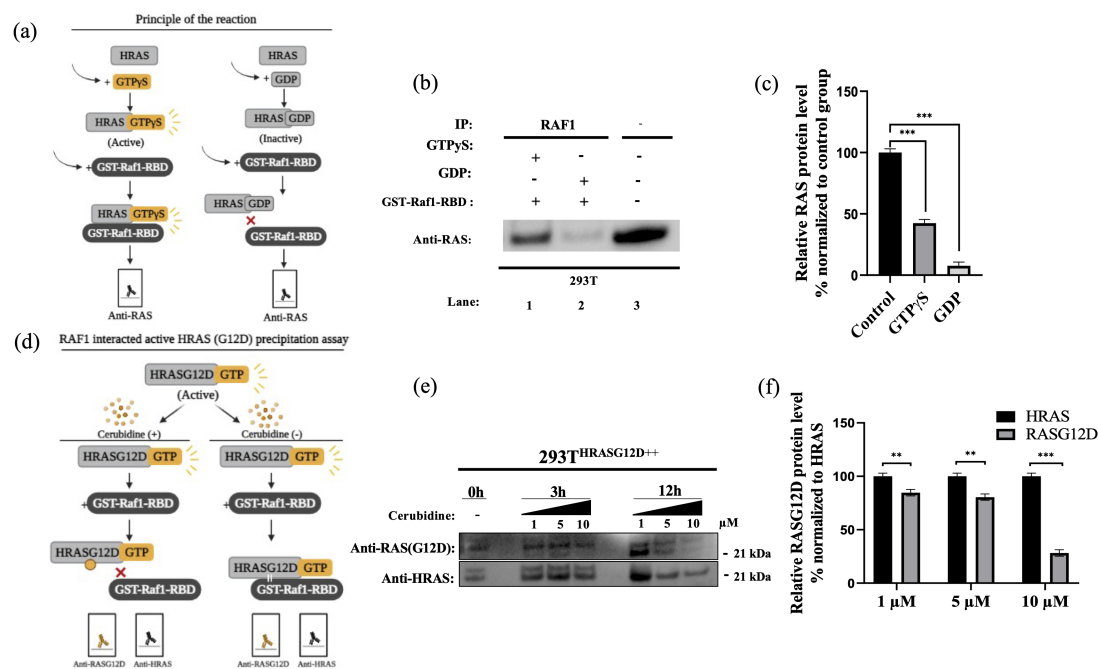 (a)
Principle of the reaction
HRAS
HRAS
+ GTPγS
+ GDP
HRAS GTPγS
HRAS GDP
(Active)
(Inactive)
+ GST-Raf1-RBD
+ GST-Raf1-RBD
HRAS GTPγS
GST-Raf1-RBD
HRAS GDP
GST-Raf1-RBD
Anti-RAS
Anti-RAS
(b)
IP: RAF1 -
GTPγS: + - -
GDP: - + -
GST-Raf1-RBD : + + -
Anti-RAS:
293T
Lane: 1 2 3
(c)
Relative RAS protein level
% normalized to control group
150
100
50
0
***
***
Control
GTPγS
GDP
(d)
RAF1 interacted active HRAS (G12D) precipitation assay
HRASG12D GTP
(Active)
Cerubidine (+)
Cerubidine (-)
HRASG12D GTP
HRASG12D GTP
+ GST-Raf1-RBD
+ GST-Raf1-RBD
HRASG12D GTP
GST-Raf1-RBD
HRASG12D GTP
GST-Raf1-RBD
Anti-RASG12D
Anti-HRAS
Anti-RASG12D
Anti-HRAS
(e)
293THRASG12D++
0h 3h 12h
Cerubidine: - 1 5 10 1 5 10 µM
Anti-RAS(G12D): - 21 kDa
Anti-HRAS: - 21 kDa
(f)
Relative RASG12D protein level
% normalized to HRAS
HRAS
RASG12D
150
100
50
0
**
**
***
1 µM
5 µM
10 µM